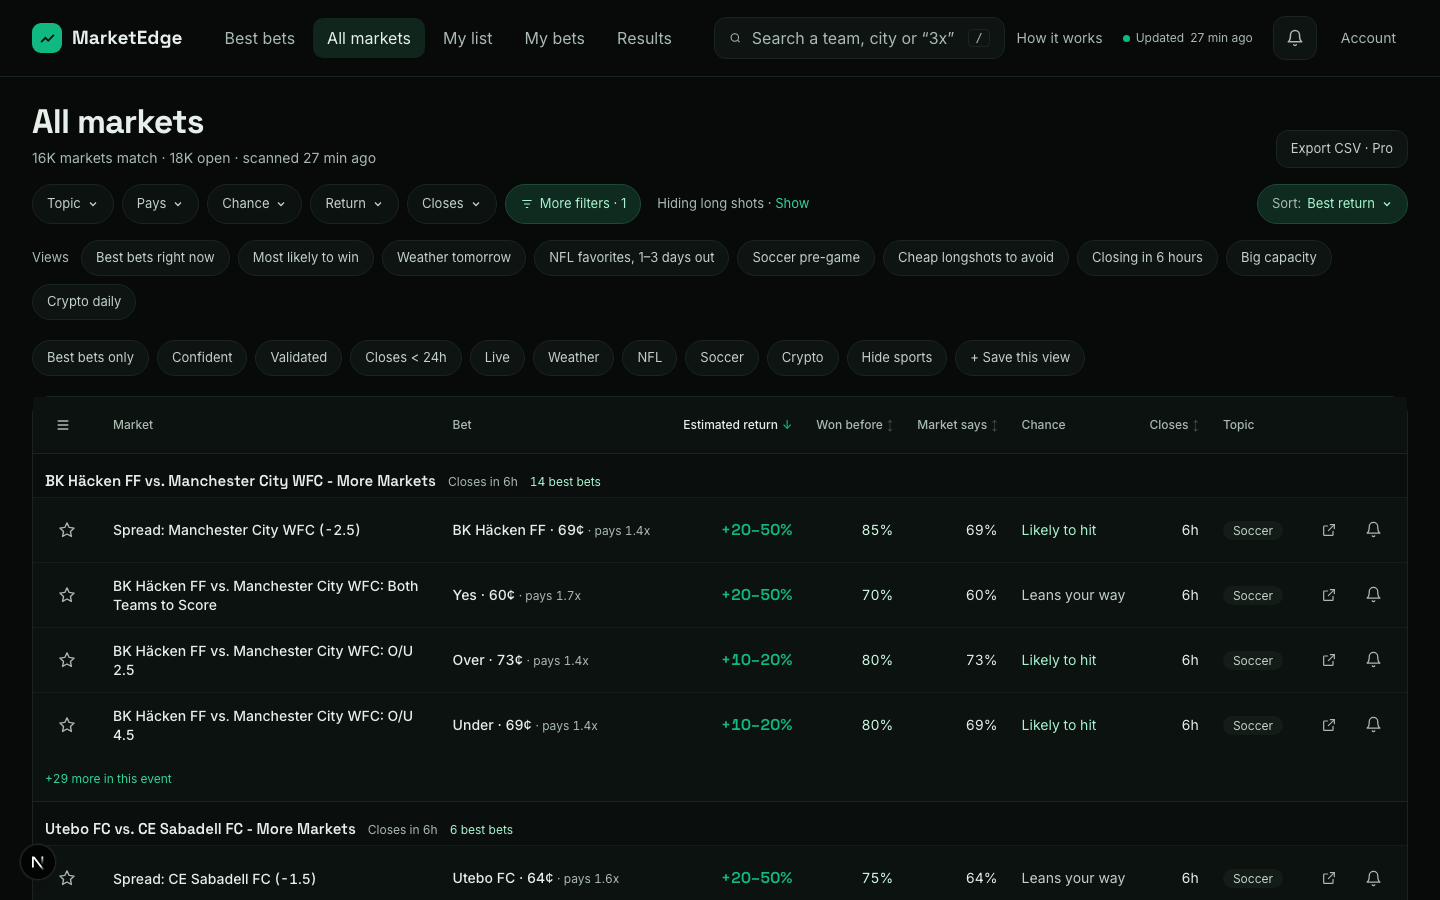 MarketEdge
Best bets
All markets
My list
My bets
Results
Search a team, city or “3x”
/
How it works
Updated 27 min ago
Account
All markets
16K markets match · 18K open · scanned 27 min ago
Export CSV · Pro
Topic
Pays
Chance
Return
Closes
More filters · 1
Hiding long shots · Show
Sort: Best return
Views
Best bets right now
Most likely to win
Weather tomorrow
NFL favorites, 1–3 days out
Soccer pre-game
Cheap longshots to avoid
Closing in 6 hours
Big capacity
Crypto daily
Best bets only
Confident
Validated
Closes < 24h
Live
Weather
NFL
Soccer
Crypto
Hide sports
+ Save this view
Market
Bet
Estimated return ↓
Won before ↕
Market says ↕
Chance
Closes ↕
Topic
BK Häcken FF vs. Manchester City WFC - More Markets Closes in 6h 14 best bets
Spread: Manchester City WFC (-2.5)
BK Häcken FF · 69¢ · pays 1.4x
+20–50%
85%
69%
Likely to hit
6h
Soccer
BK Häcken FF vs. Manchester City WFC: Both
Teams to Score
Yes · 60¢ · pays 1.7x
+20–50%
70%
60%
Leans your way
6h
Soccer
BK Häcken FF vs. Manchester City WFC: O/U
2.5
Over · 73¢ · pays 1.4x
+10–20%
80%
73%
Likely to hit
6h
Soccer
BK Häcken FF vs. Manchester City WFC: O/U
4.5
Under · 69¢ · pays 1.4x
+10–20%
80%
69%
Likely to hit
6h
Soccer
+29 more in this event
Utebo FC vs. CE Sabadell FC - More Markets Closes in 6h 6 best bets
N
Spread: CE Sabadell FC (-1.5)
Utebo FC · 64¢ · pays 1.6x
+20–50%
75%
64%
Leans your way
6h
Soccer